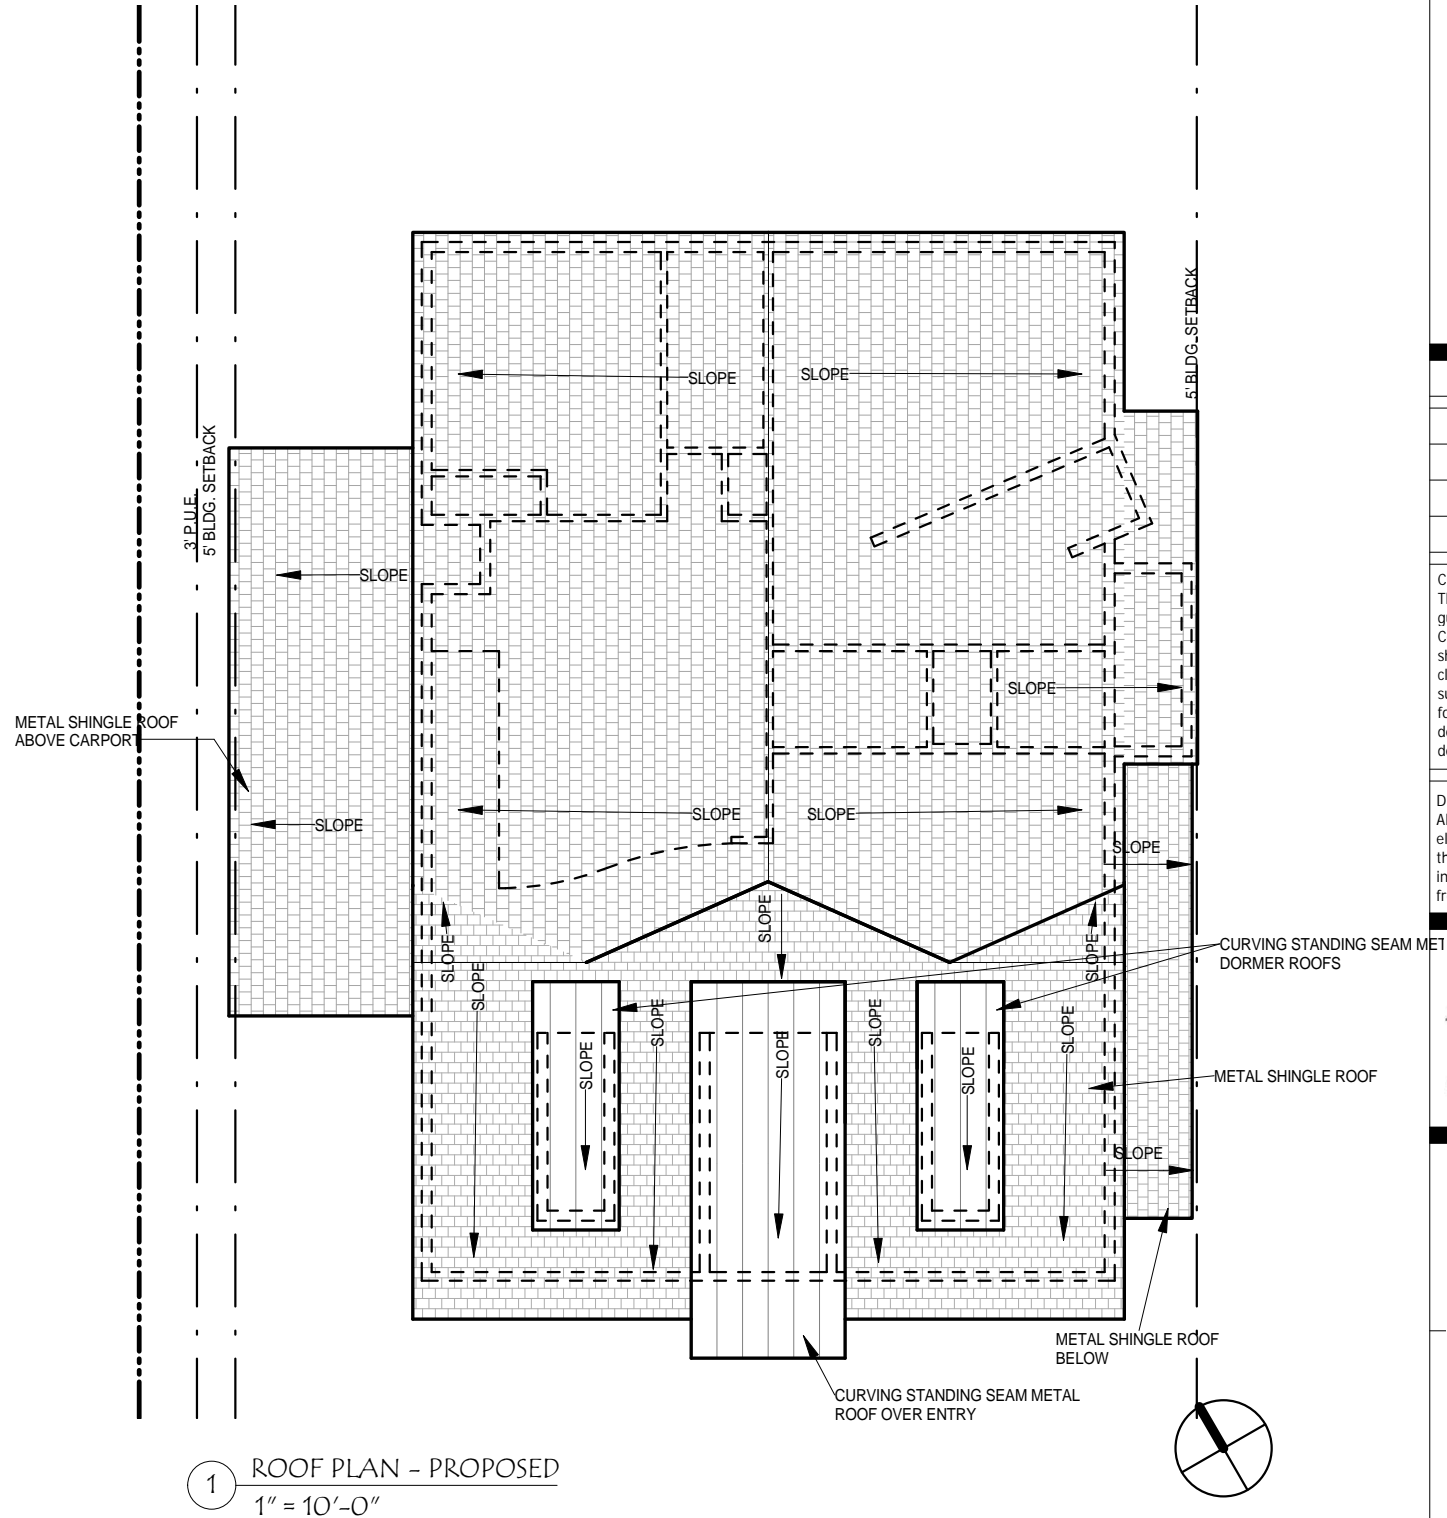 5' BLDG. SETBACK
SLOPE
SLOPE
3' P.U.E.
5' BLDG. SETBACK
SLOPE
SLOPE
METAL SHINGLE ROOF
ABOVE CARPORT
SLOPE
SLOPE
SLOPE
SLOPE
SLOPE
SLOPE
SLOPE
SLOPE
CURVING STANDING SEAM MET
DORMER ROOFS
SLOPE
SLOPE
SLOPE
SLOPE
SLOPE
SLOPE
SLOPE
METAL SHINGLE ROOF
SLOPE
METAL SHINGLE ROOF
BELOW
CURVING STANDING SEAM METAL
ROOF OVER ENTRY
1
ROOF PLAN - PROPOSED
1" = 10'-0"